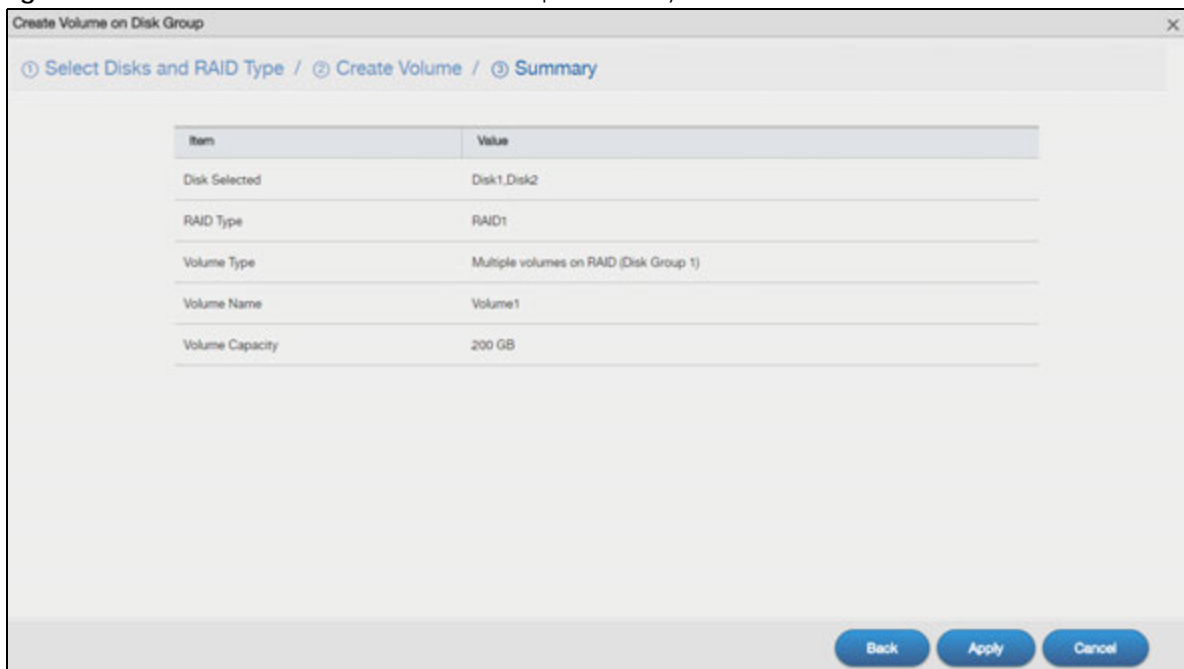 Create Volume on Disk Group ×
① Select Disks and RAID Type / ② Create Volume / ③ Summary
Item Value
Disk Selected Disk1,Disk2
RAID Type RAID1
Volume Type Multiple volumes on RAID (Disk Group 1)
Volume Name Volume1
Volume Capacity 200 GB
Back Apply Cancel